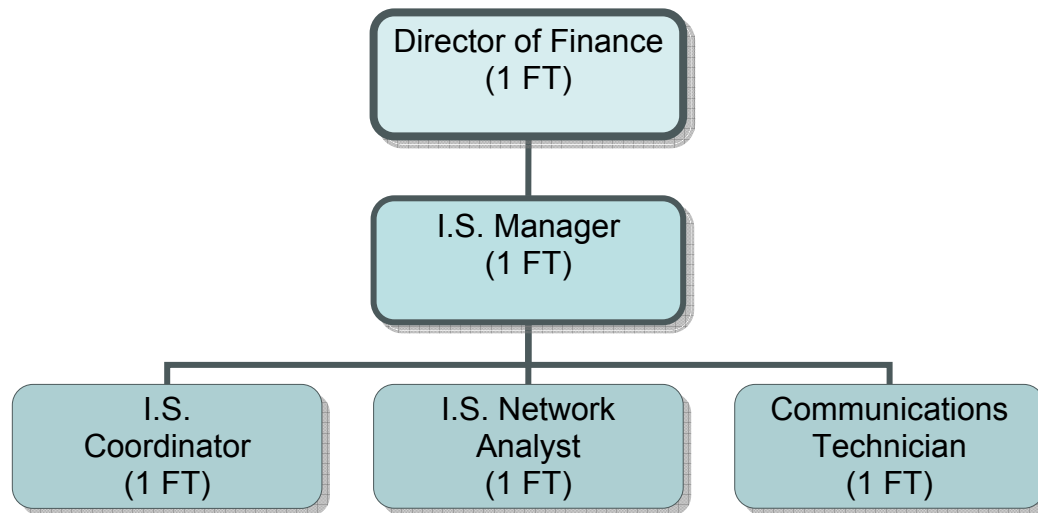 Director of Finance
(1 FT)
I.S. Manager
(1 FT)
I.S.
Coordinator
(1 FT)
I.S. Network
Analyst
(1 FT)
Communications
Technician
(1 FT)